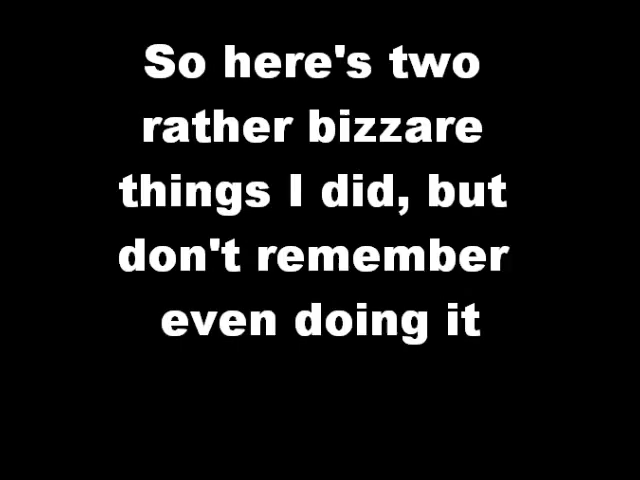 So here's two
rather bizzare
things I did, but
don't remember
even doing it